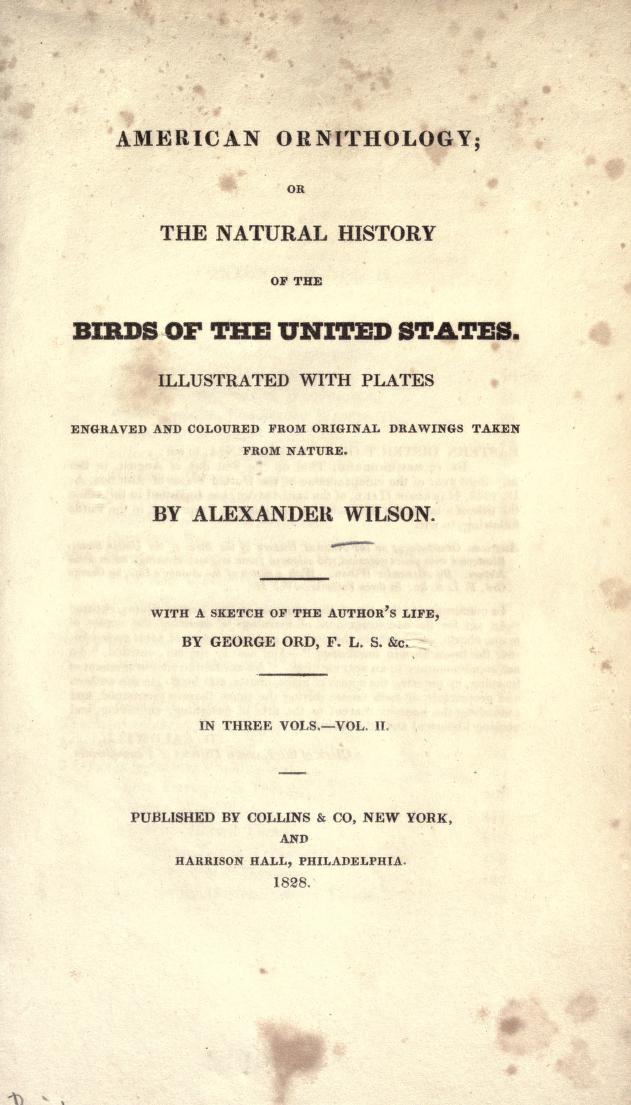 AMERICAN ORNITHOLOGY;
OR
THE NATURAL HISTORY
OF THE
BIRDS OF THE UNITED STATES.
ILLUSTRATED WITH PLATES
ENGRAVED AND COLOURED FROM ORIGINAL DRAWINGS TAKEN
FROM NATURE.
BY ALEXANDER WILSON.
WITH A SKETCH OF THE AUTHOR'S LIFE,
BY GEORGE ORD, F. L. S. &c.
IN THREE VOLS.—VOL. II.
PUBLISHED BY COLLINS & CO, NEW YORK,
AND
HARRISON HALL, PHILADELPHIA.
1828.